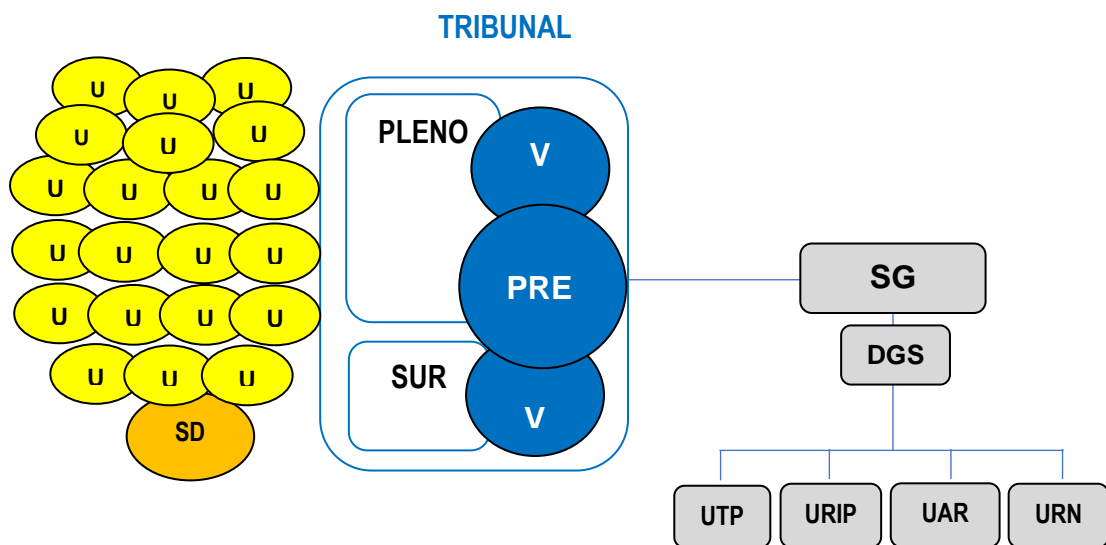 TRIBUNAL
U U U
U U U
U U U U
U U U U
U U U U
U U U
SD
PLENO
SUR
V
PRE
V
SG
DGS
UTP
URIP
UAR
URN